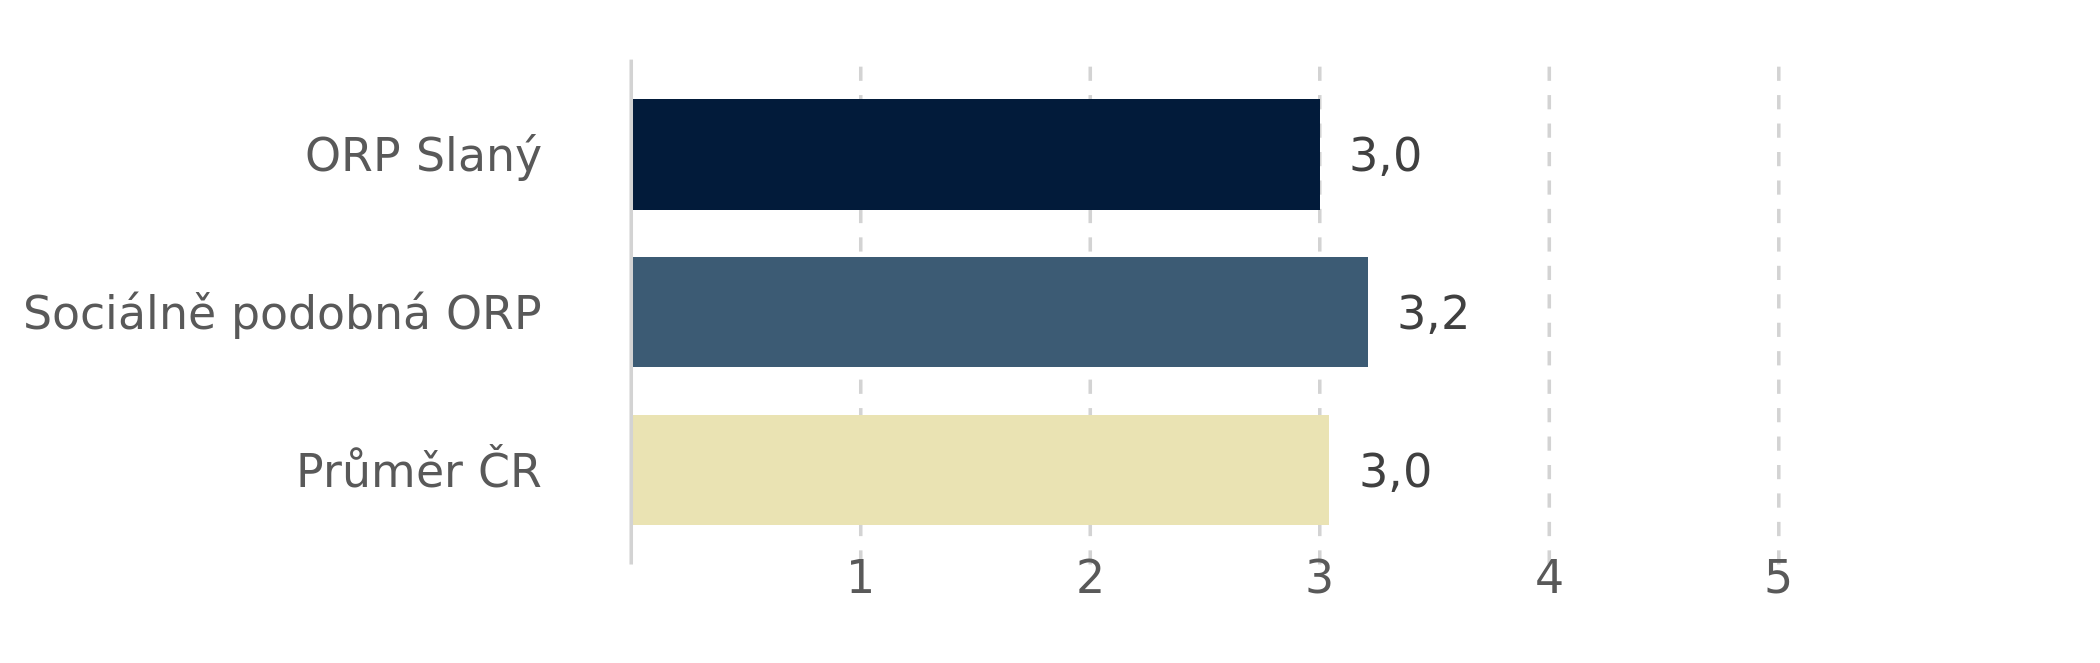 ORP Slaný 3,0
Sociálně podobná ORP 3,2
Průměr ČR 3,0
1 2 3 4 5